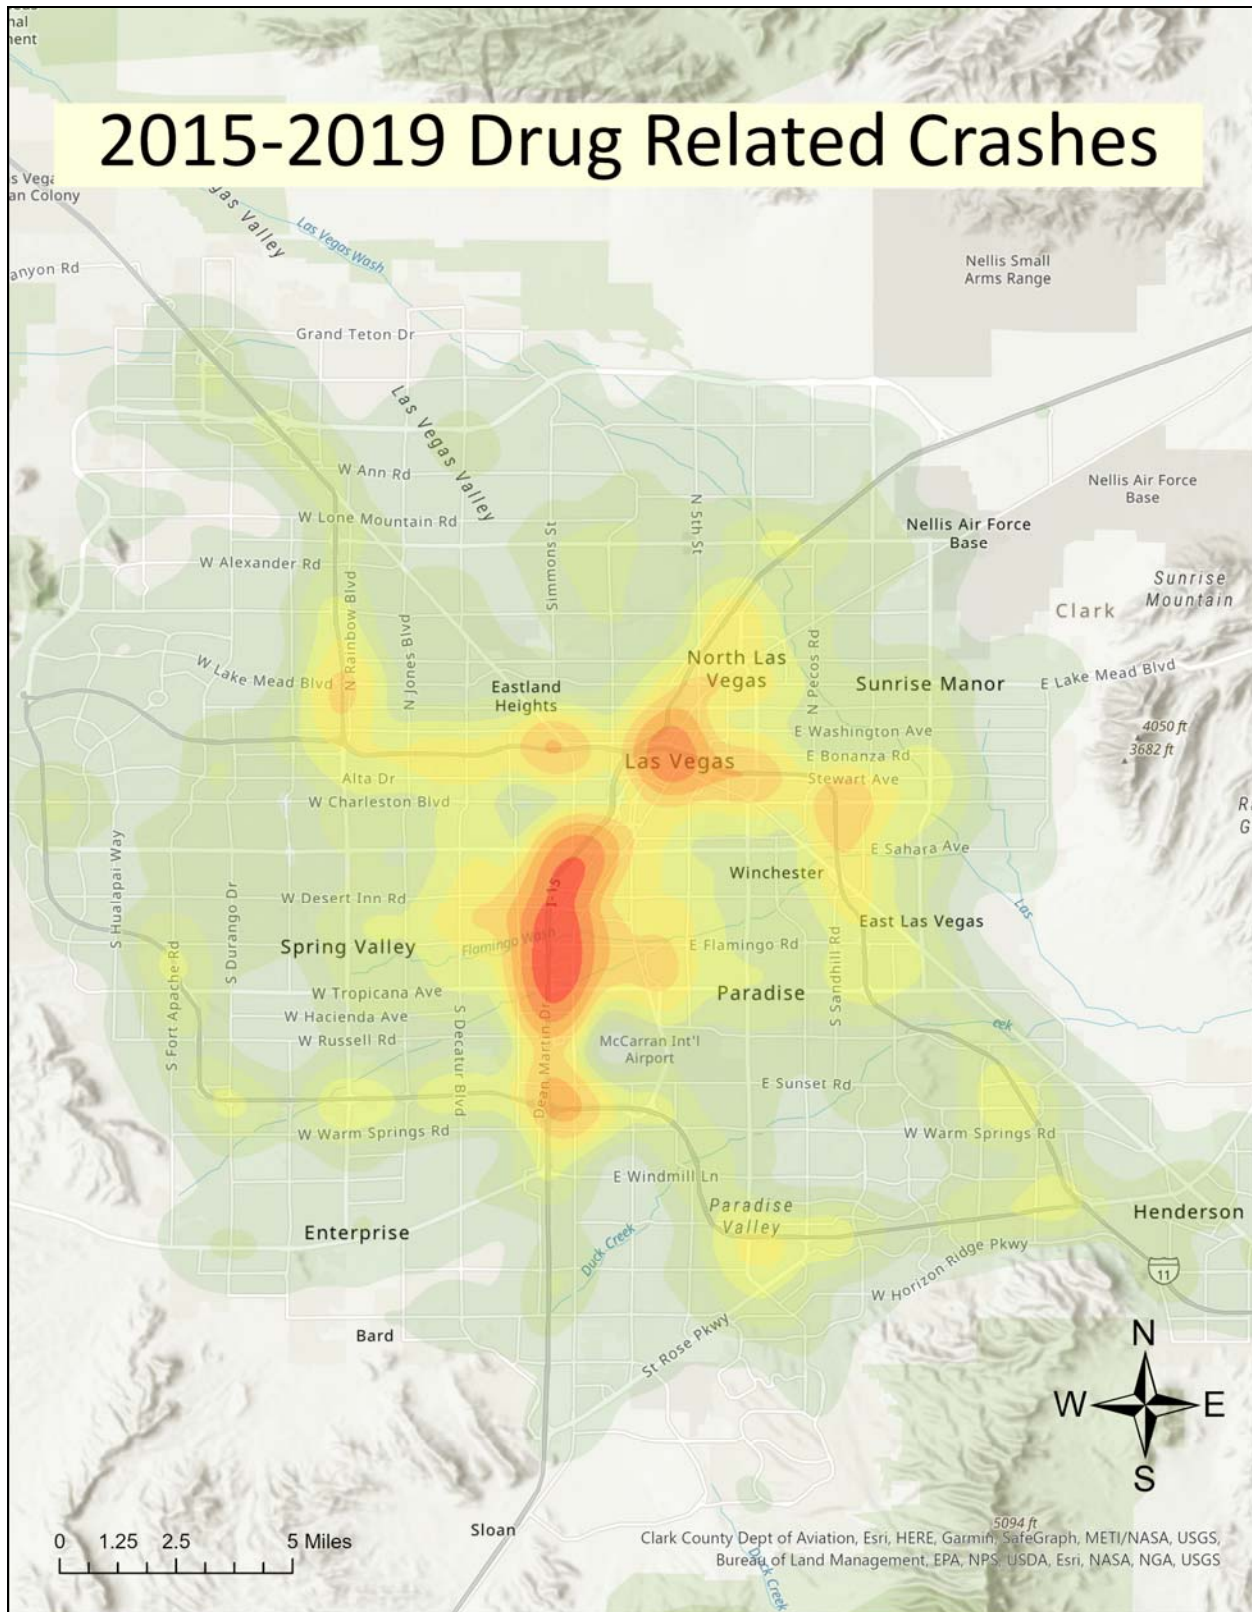 nal
ent
2015-2019 Drug Related Crashes
s Vega
an Colony
gas Valley
Las Vegas Wash
anyon Rd
Nellis Small
Arms Range
Grand Teton Dr
Las Vegas Valley
W Ann Rd
Nellis Air Force
Base
W Lone Mountain Rd
N 5th St
Simmons St
Nellis Air Force
Base
W Alexander Rd
Sunrise
Mountain
Clark
N Rainbow Blvd
N Jones Blvd
N Pecos Rd
North Las
Vegas
W Lake Mead Blvd
Eastland
Heights
Sunrise Manor
E Lake Mead Blvd
4050 ft
3682 ft
E Washington Ave
E Bonanza Rd
Las Vegas
Stewart Ave
Alta Dr
W Charleston Blvd
R
G
S Hualapai Way
E Sahara Ave
Winchester
S Durango Dr
W Desert Inn Rd
I-15
Las
East Las Vegas
Spring Valley
Flamingo Wash
E Flamingo Rd
S Fort Apache Rd
S Sandhill Rd
W Tropicana Ave
Paradise
W Hacienda Ave
eek
W Russell Rd
S Decatur Blvd
Dean Martin Dr
McCarran Int'l
Airport
E Sunset Rd
W Warm Springs Rd
W Warm Springs Rd
E Windmill Ln
Paradise
Valley
Henderson
Enterprise
Duck Creek
W Horizon Ridge Pkwy
11
Bard
St Rose Pkwy
N
W
E
S
5094 ft
Sloan
0 1.25 2.5 5 Miles
Clark County Dept of Aviation, Esri, HERE, Garmin, SafeGraph, METI/NASA, USGS,
Bureau of Land Management, EPA, NPS, USDA, Esri, NASA, NGA, USGS
Duck Creek